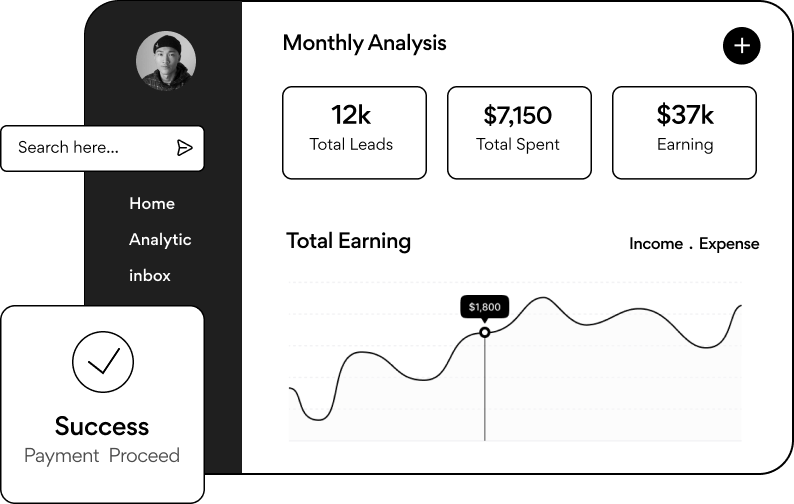 Monthly Analysis
12k
Total Leads
$7,150
Total Spent
$37k
Earning
Search here...
Home
Analytic
inbox
Total Earning
Income . Expense
$1,800
Success
Payment Proceed